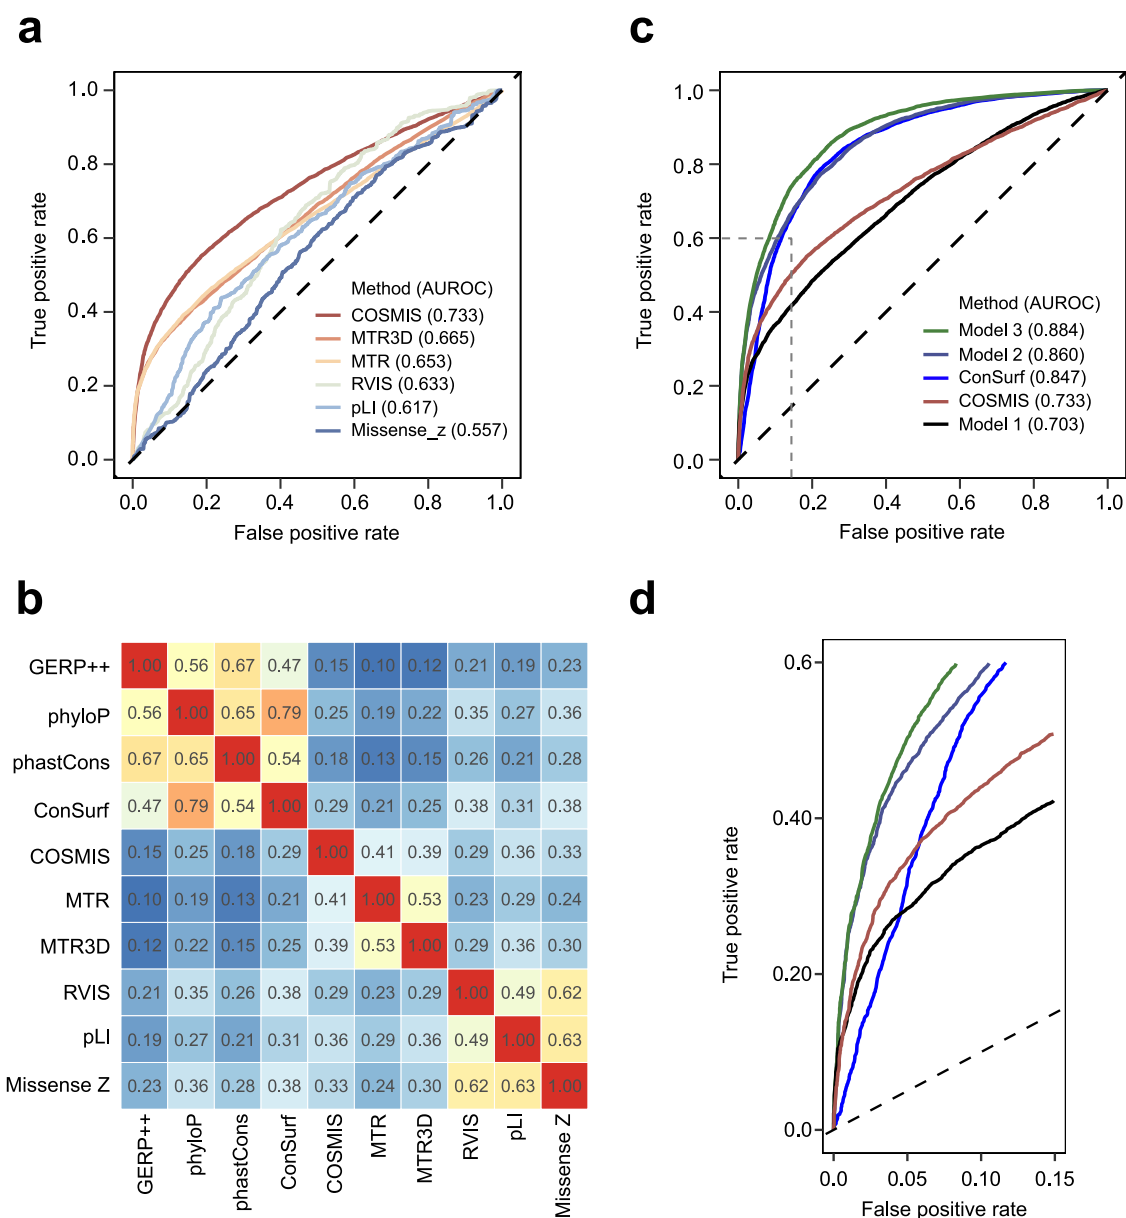 a
1.0
0.8
0.6
0.4
0.2
0.0
True positive rate
0.0 0.2 0.4 0.6 0.8 1.0
False positive rate
Method (AUROC)
COSMIS (0.733)
MTR3D (0.665)
MTR (0.653)
RVIS (0.633)
pLI (0.617)
Missense_z (0.557)
c
1.0
0.8
0.6
0.4
0.2
0.0
True positive rate
0.0 0.2 0.4 0.6 0.8 1.0
False positive rate
Method (AUROC)
Model 3 (0.884)
Model 2 (0.860)
ConSurf (0.847)
COSMIS (0.733)
Model 1 (0.703)
b
GERP++ 1.00 0.56 0.67 0.47 0.15 0.10 0.12 0.21 0.19 0.23
phyloP 0.56 1.00 0.65 0.79 0.25 0.19 0.22 0.35 0.27 0.36
phastCons 0.67 0.65 1.00 0.54 0.18 0.13 0.15 0.26 0.21 0.28
ConSurf 0.47 0.79 0.54 1.00 0.29 0.21 0.25 0.38 0.31 0.38
COSMIS 0.15 0.25 0.18 0.29 1.00 0.41 0.39 0.29 0.36 0.33
MTR 0.10 0.19 0.13 0.21 0.41 1.00 0.53 0.23 0.29 0.24
MTR3D 0.12 0.22 0.15 0.25 0.39 0.53 1.00 0.29 0.36 0.30
RVIS 0.21 0.35 0.26 0.38 0.29 0.23 0.29 1.00 0.49 0.62
pLI 0.19 0.27 0.21 0.31 0.36 0.29 0.36 0.49 1.00 0.63
Missense Z 0.23 0.36 0.28 0.38 0.33 0.24 0.30 0.62 0.63 1.00
GERP++
phyloP
phastCons
ConSurf
COSMIS
MTR
MTR3D
RVIS
pLI
Missense Z
d
0.6
0.40
0.20
0.0
True positive rate
0.0 0.05 0.10 0.15
False positive rate